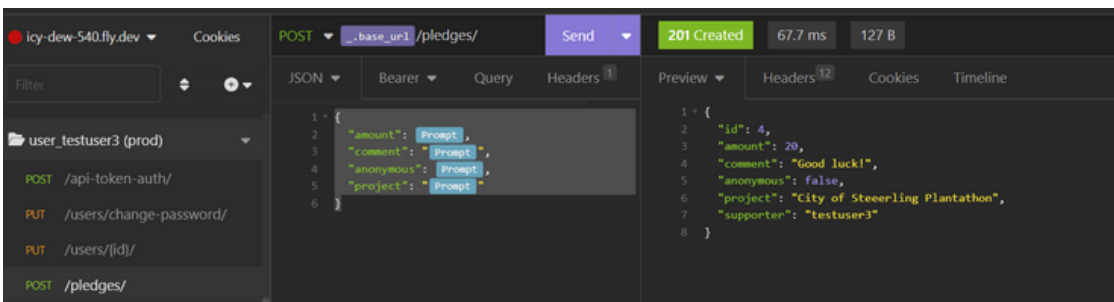 icy-dew-540.fly.dev Cookies
Filter
user_testuser3 (prod)
POST /api-token-auth/
PUT /users/change-password/
PUT /users/{id}/
POST /pledges/
POST _.base_url /pledges/ Send
JSON Bearer Query Headers 1
1 {
2 "amount": Prompt ,
3 "comment": " Prompt ",
4 "anonymous": Prompt ,
5 "project": " Prompt "
6 }
201 Created 67.7 ms 127 B
Preview Headers 12 Cookies Timeline
1 {
2 "id": 4,
3 "amount": 20,
4 "comment": "Good luck!",
5 "anonymous": false,
6 "project": "City of Steeerling Plantathon",
7 "supporter": "testuser3"
8 }